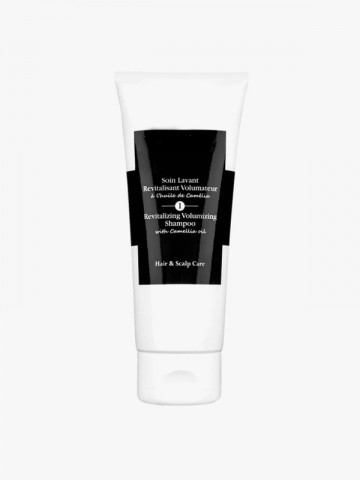 Soin Lavant
Revitalisant Volumateur
à l'huile de Camélia
1
Revitalizing Volumizing
Shampoo
with Camellia oil
Hair & Scalp Care